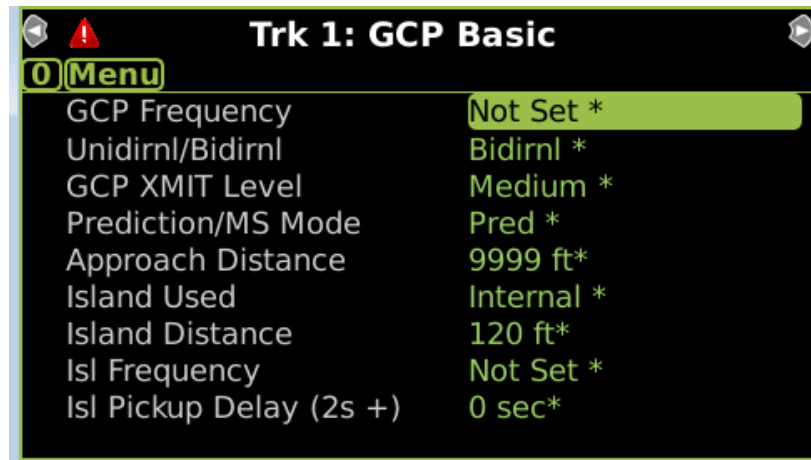 Trk 1: GCP Basic
0 Menu
GCP Frequency Not Set *
Unidirnl/Bidirnl Bidirnl *
GCP XMIT Level Medium *
Prediction/MS Mode Pred *
Approach Distance 9999 ft*
Island Used Internal *
Island Distance 120 ft*
Isl Frequency Not Set *
Isl Pickup Delay (2s +) 0 sec*